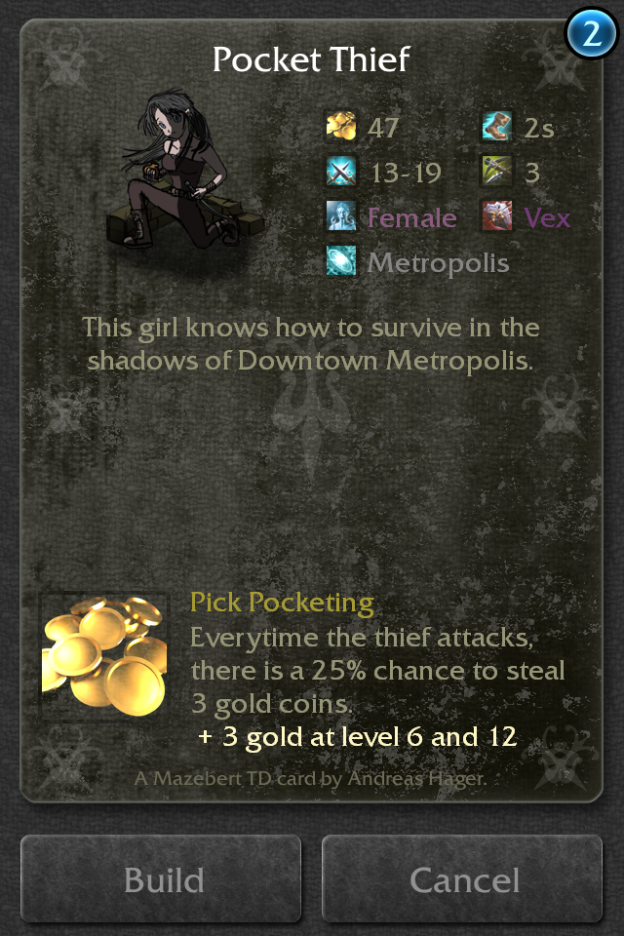 2
Pocket Thief
47 2s
13-19 3
Female Vex
Metropolis
This girl knows how to survive in the
shadows of Downtown Metropolis.
Pick Pocketing
Everytime the thief attacks,
there is a 25% chance to steal
3 gold coins.
+ 3 gold at level 6 and 12
A Mazebert TD card by Andreas Hager.
Build Cancel